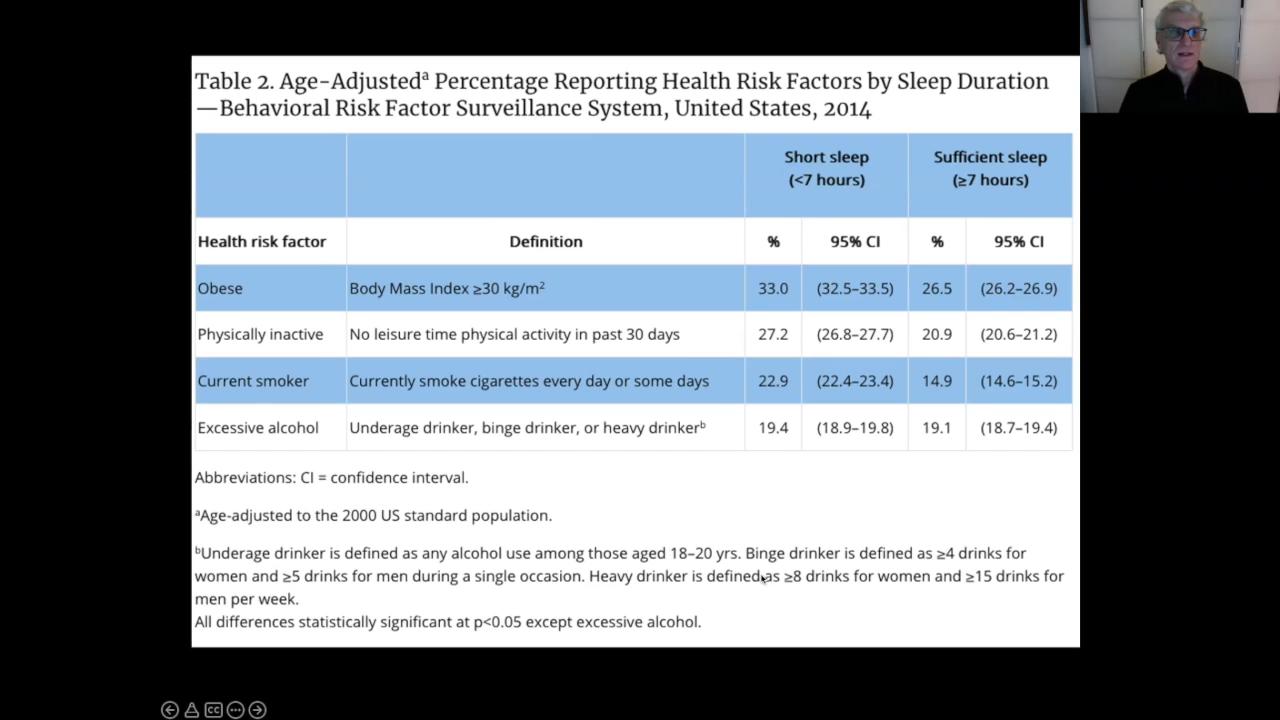 Table 2. Age-Adjustedᵃ Percentage Reporting Health Risk Factors by Sleep Duration
—Behavioral Risk Factor Surveillance System, United States, 2014
Short sleep
(<7 hours)
Sufficient sleep
(≥7 hours)
Health risk factor Definition % 95% CI % 95% CI
Obese Body Mass Index ≥30 kg/m² 33.0 (32.5–33.5) 26.5 (26.2–26.9)
Physically inactive No leisure time physical activity in past 30 days 27.2 (26.8–27.7) 20.9 (20.6–21.2)
Current smoker Currently smoke cigarettes every day or some days 22.9 (22.4–23.4) 14.9 (14.6–15.2)
Excessive alcohol Underage drinker, binge drinker, or heavy drinkerᵇ 19.4 (18.9–19.8) 19.1 (18.7–19.4)
Abbreviations: CI = confidence interval.
ᵃAge-adjusted to the 2000 US standard population.
ᵇUnderage drinker is defined as any alcohol use among those aged 18–20 yrs. Binge drinker is defined as ≥4 drinks for
women and ≥5 drinks for men during a single occasion. Heavy drinker is defined as ≥8 drinks for women and ≥15 drinks for
men per week.
All differences statistically significant at p<0.05 except excessive alcohol.
CC